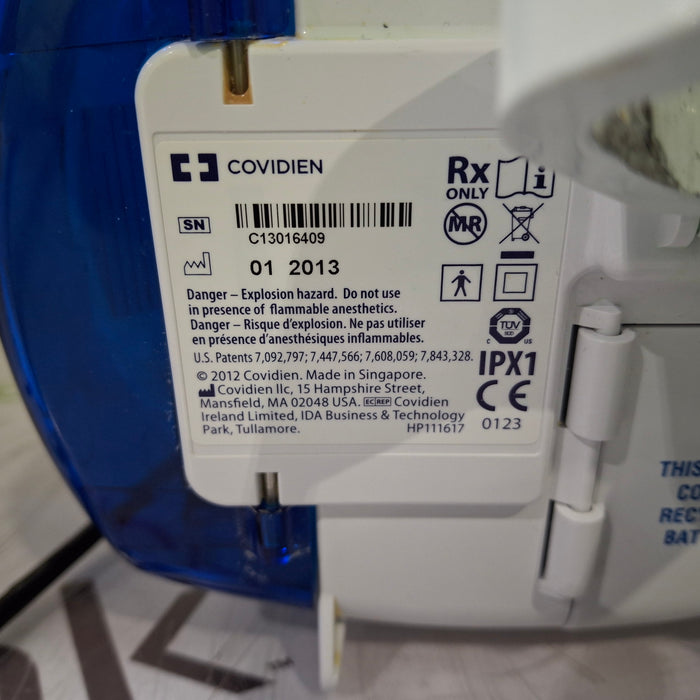 COVIDIEN
Rx
ONLY
SN
C13016409
MR
01 2013
Danger – Explosion hazard. Do not use
in presence of flammable anesthetics.
Danger – Risque d'explosion. Ne pas utiliser
en présence d'anesthésiques inflammables.
TÜV
C US
U.S. Patents 7,092,797; 7,447,566; 7,608,059; 7,843,328.
IPX1
© 2012 Covidien. Made in Singapore.
Covidien llc, 15 Hampshire Street,
Mansfield, MA 02048 USA. EC REP Covidien
Ireland Limited, IDA Business & Technology
Park, Tullamore.
HP111617
CE
0123
THIS
CO
REC
BAT
TM